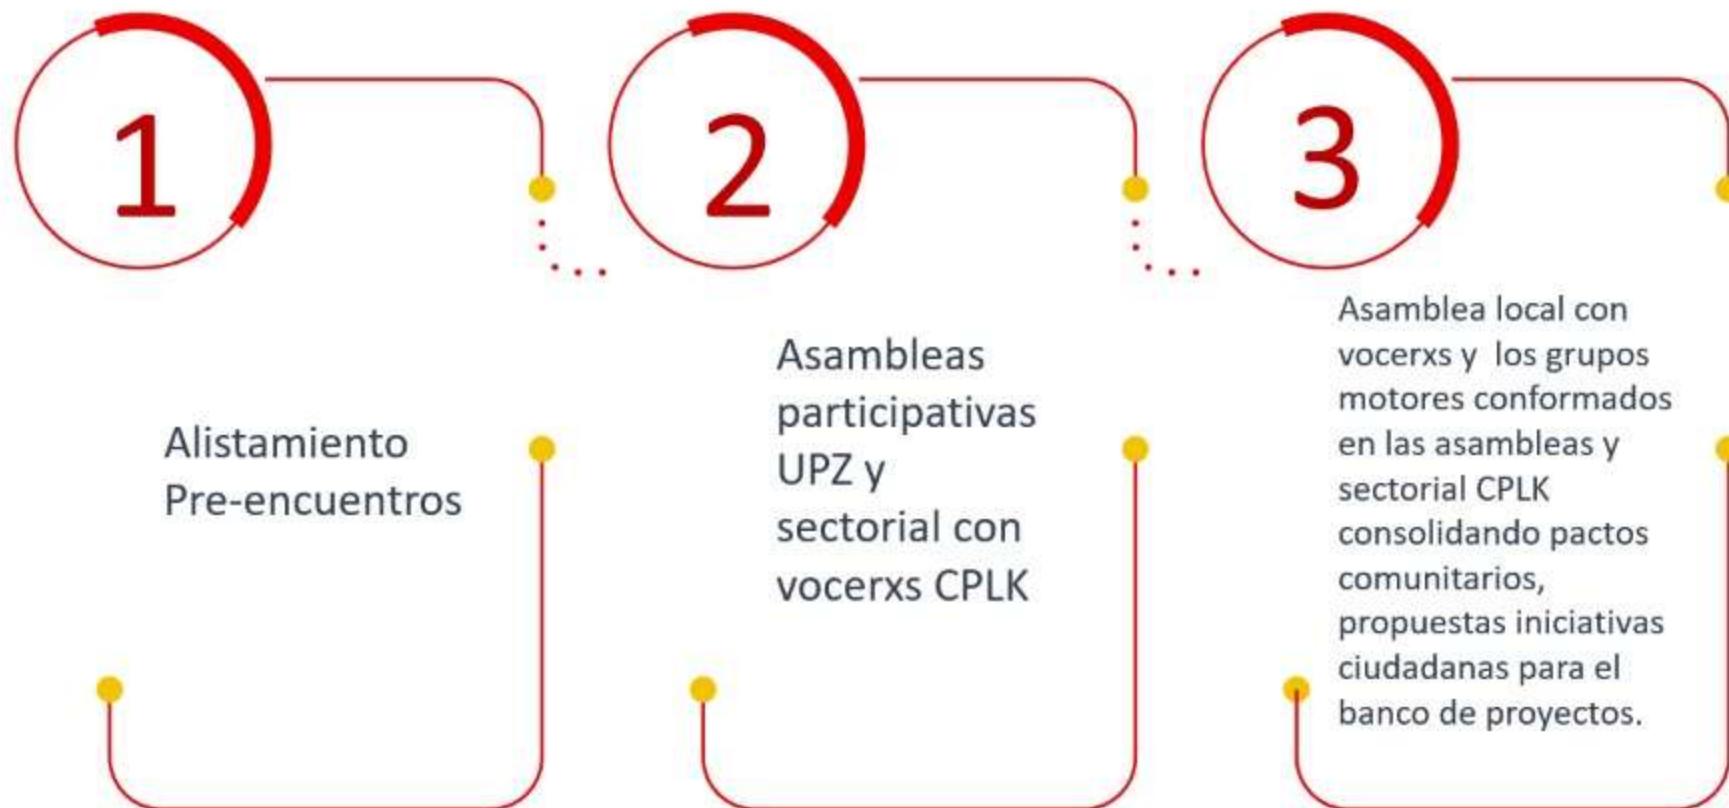 1
Alistamiento
Pre-encuentros
2
Asambleas
participativas
UPZ y
sectorial con
vocerxs CPLK
3
Asamblea local con
vocerxs y los grupos
motores conformados
en las asambleas y
sectorial CPLK
consolidando pactos
comunitarios,
propuestas iniciativas
ciudadanas para el
banco de proyectos.